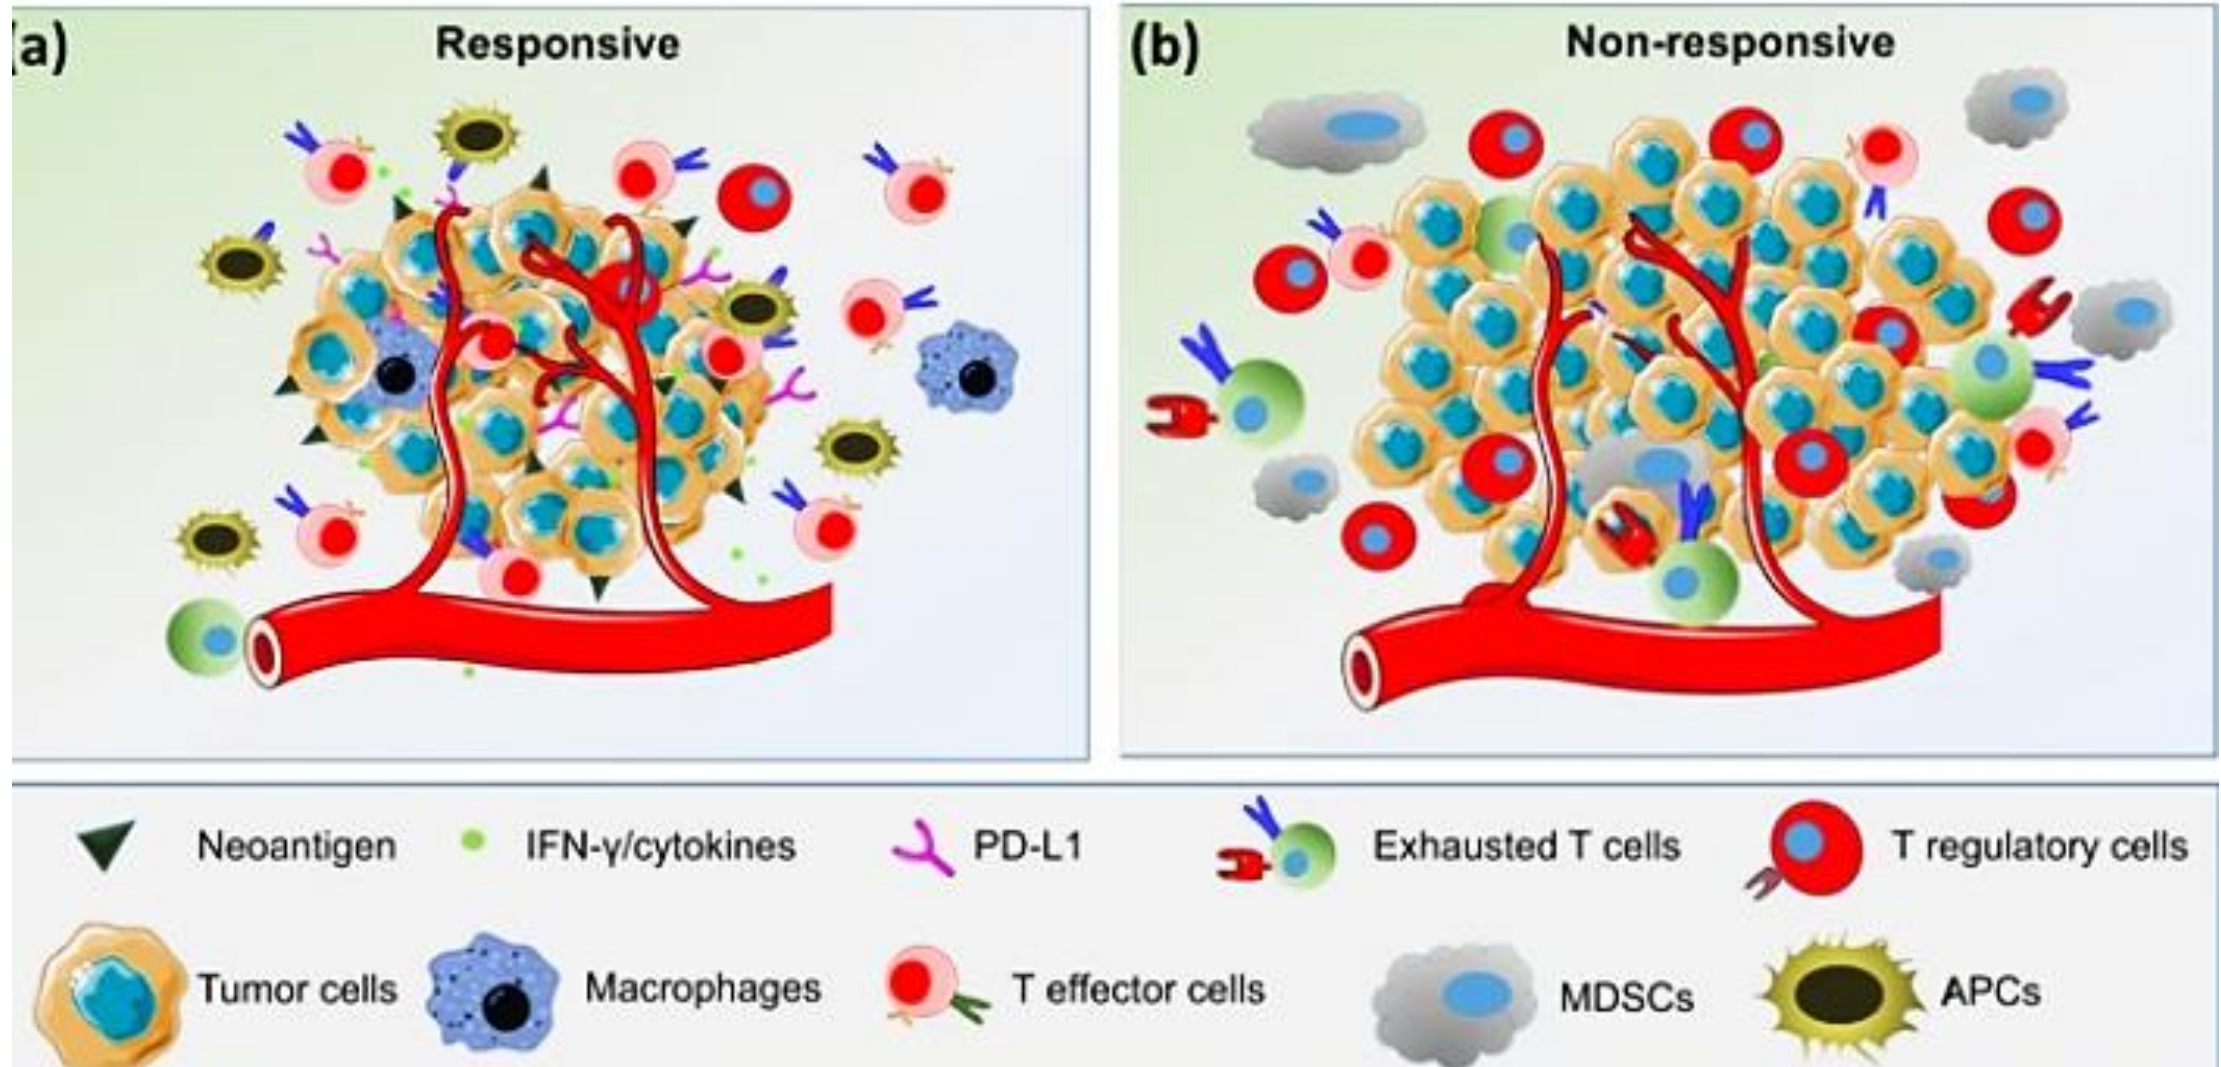 (a)
Responsive
(b)
Non-responsive
Neoantigen
IFN-γ/cytokines
PD-L1
Exhausted T cells
T regulatory cells
Tumor cells
Macrophages
T effector cells
MDSCs
APCs